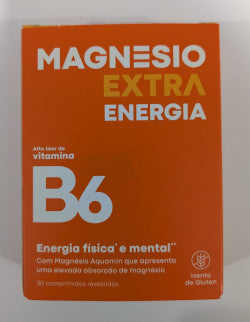 MAGNESIO
EXTRA
ENERGIA
Alto teor de
vitamina
B6
Energia física* e mental**
Com Magnésio Aquamin que apresenta
uma elevada absorção de magnésio
30 comprimidos revestidos
Isento
de Glúten